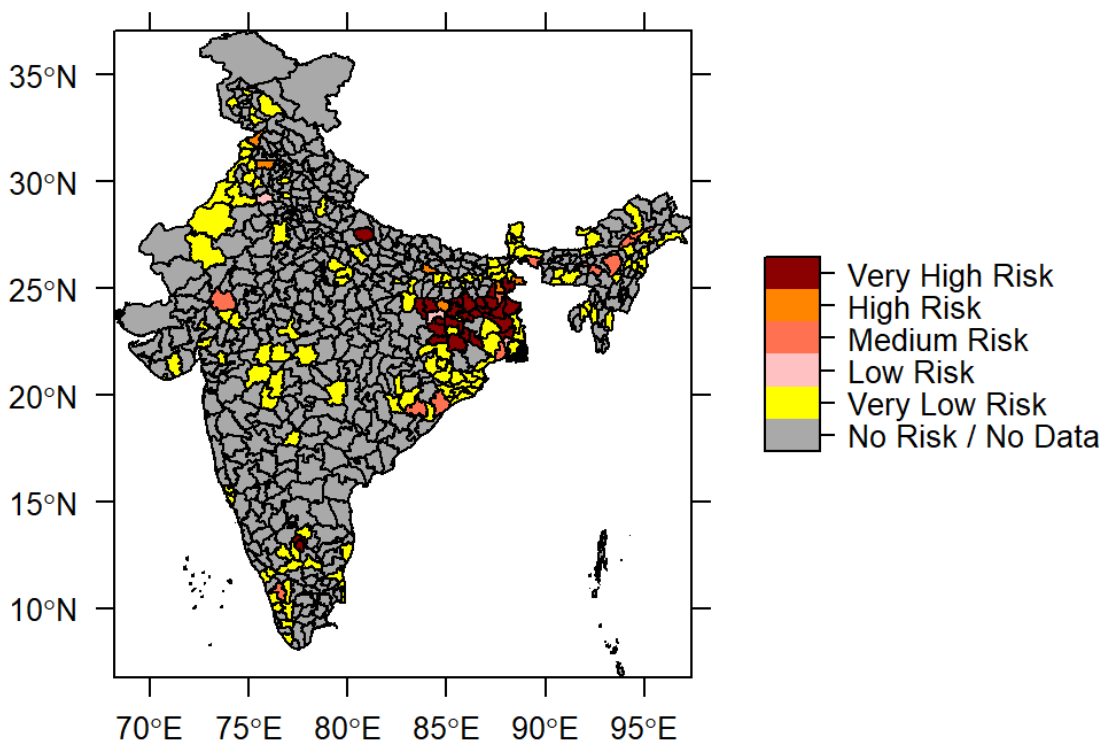 35°N
30°N
25°N
20°N
15°N
10°N
70°E 75°E 80°E 85°E 90°E 95°E
Very High Risk
High Risk
Medium Risk
Low Risk
Very Low Risk
No Risk / No Data